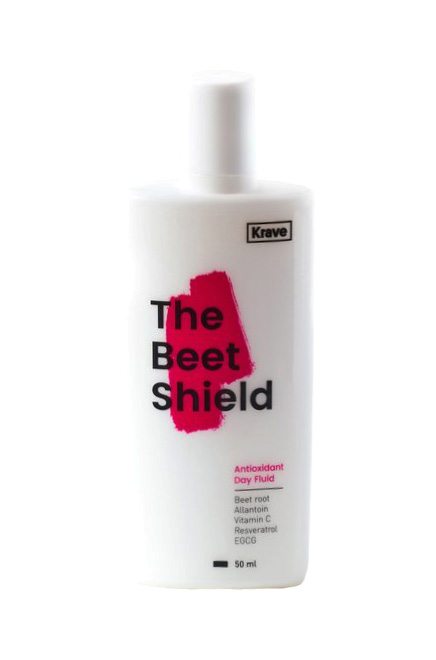 Krave
The
Beet
Shield
Antioxidant
Day Fluid
Beet root
Allantoin
Vitamin C
Resveratrol
EGCG
50 ml